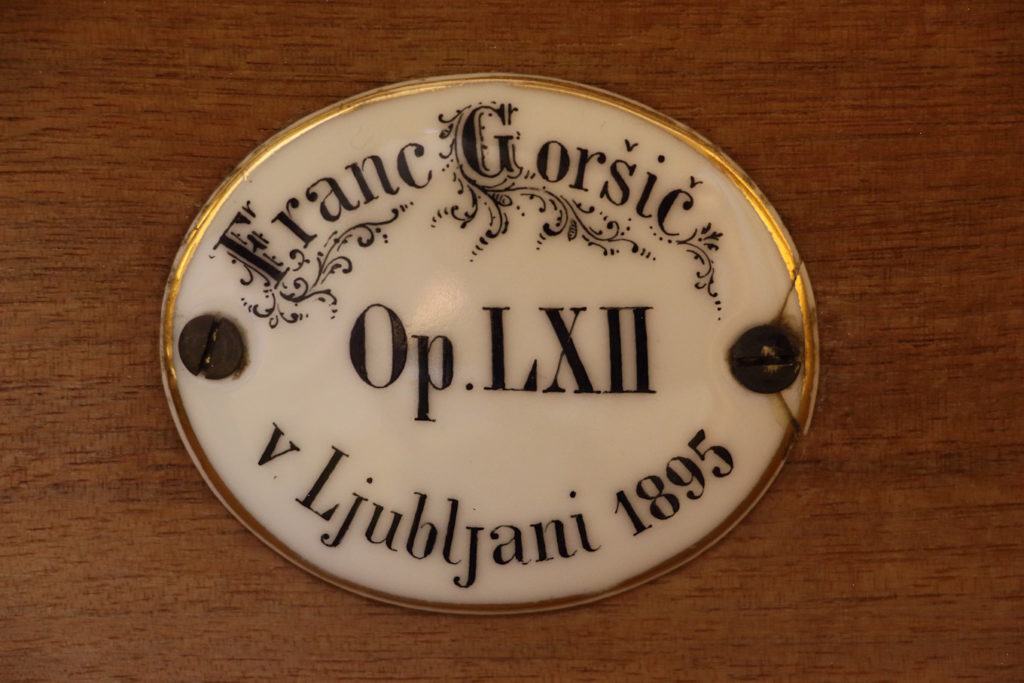 Franc Goršič
Op. LXII
v Ljubljani 1895